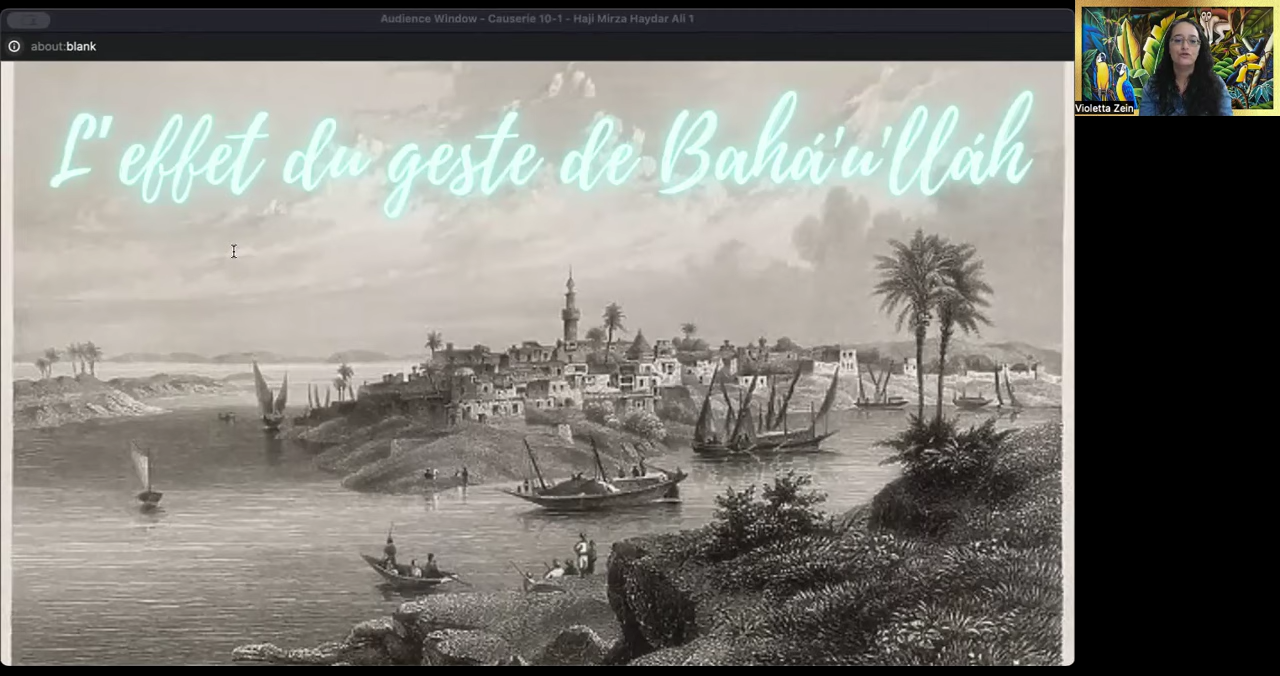 Audience Window - Causerie 10-1 - Haji Mirza Haydar Ali 1
about:blank
L'effet du geste de Bahá'u'lláh
Violetta Zein